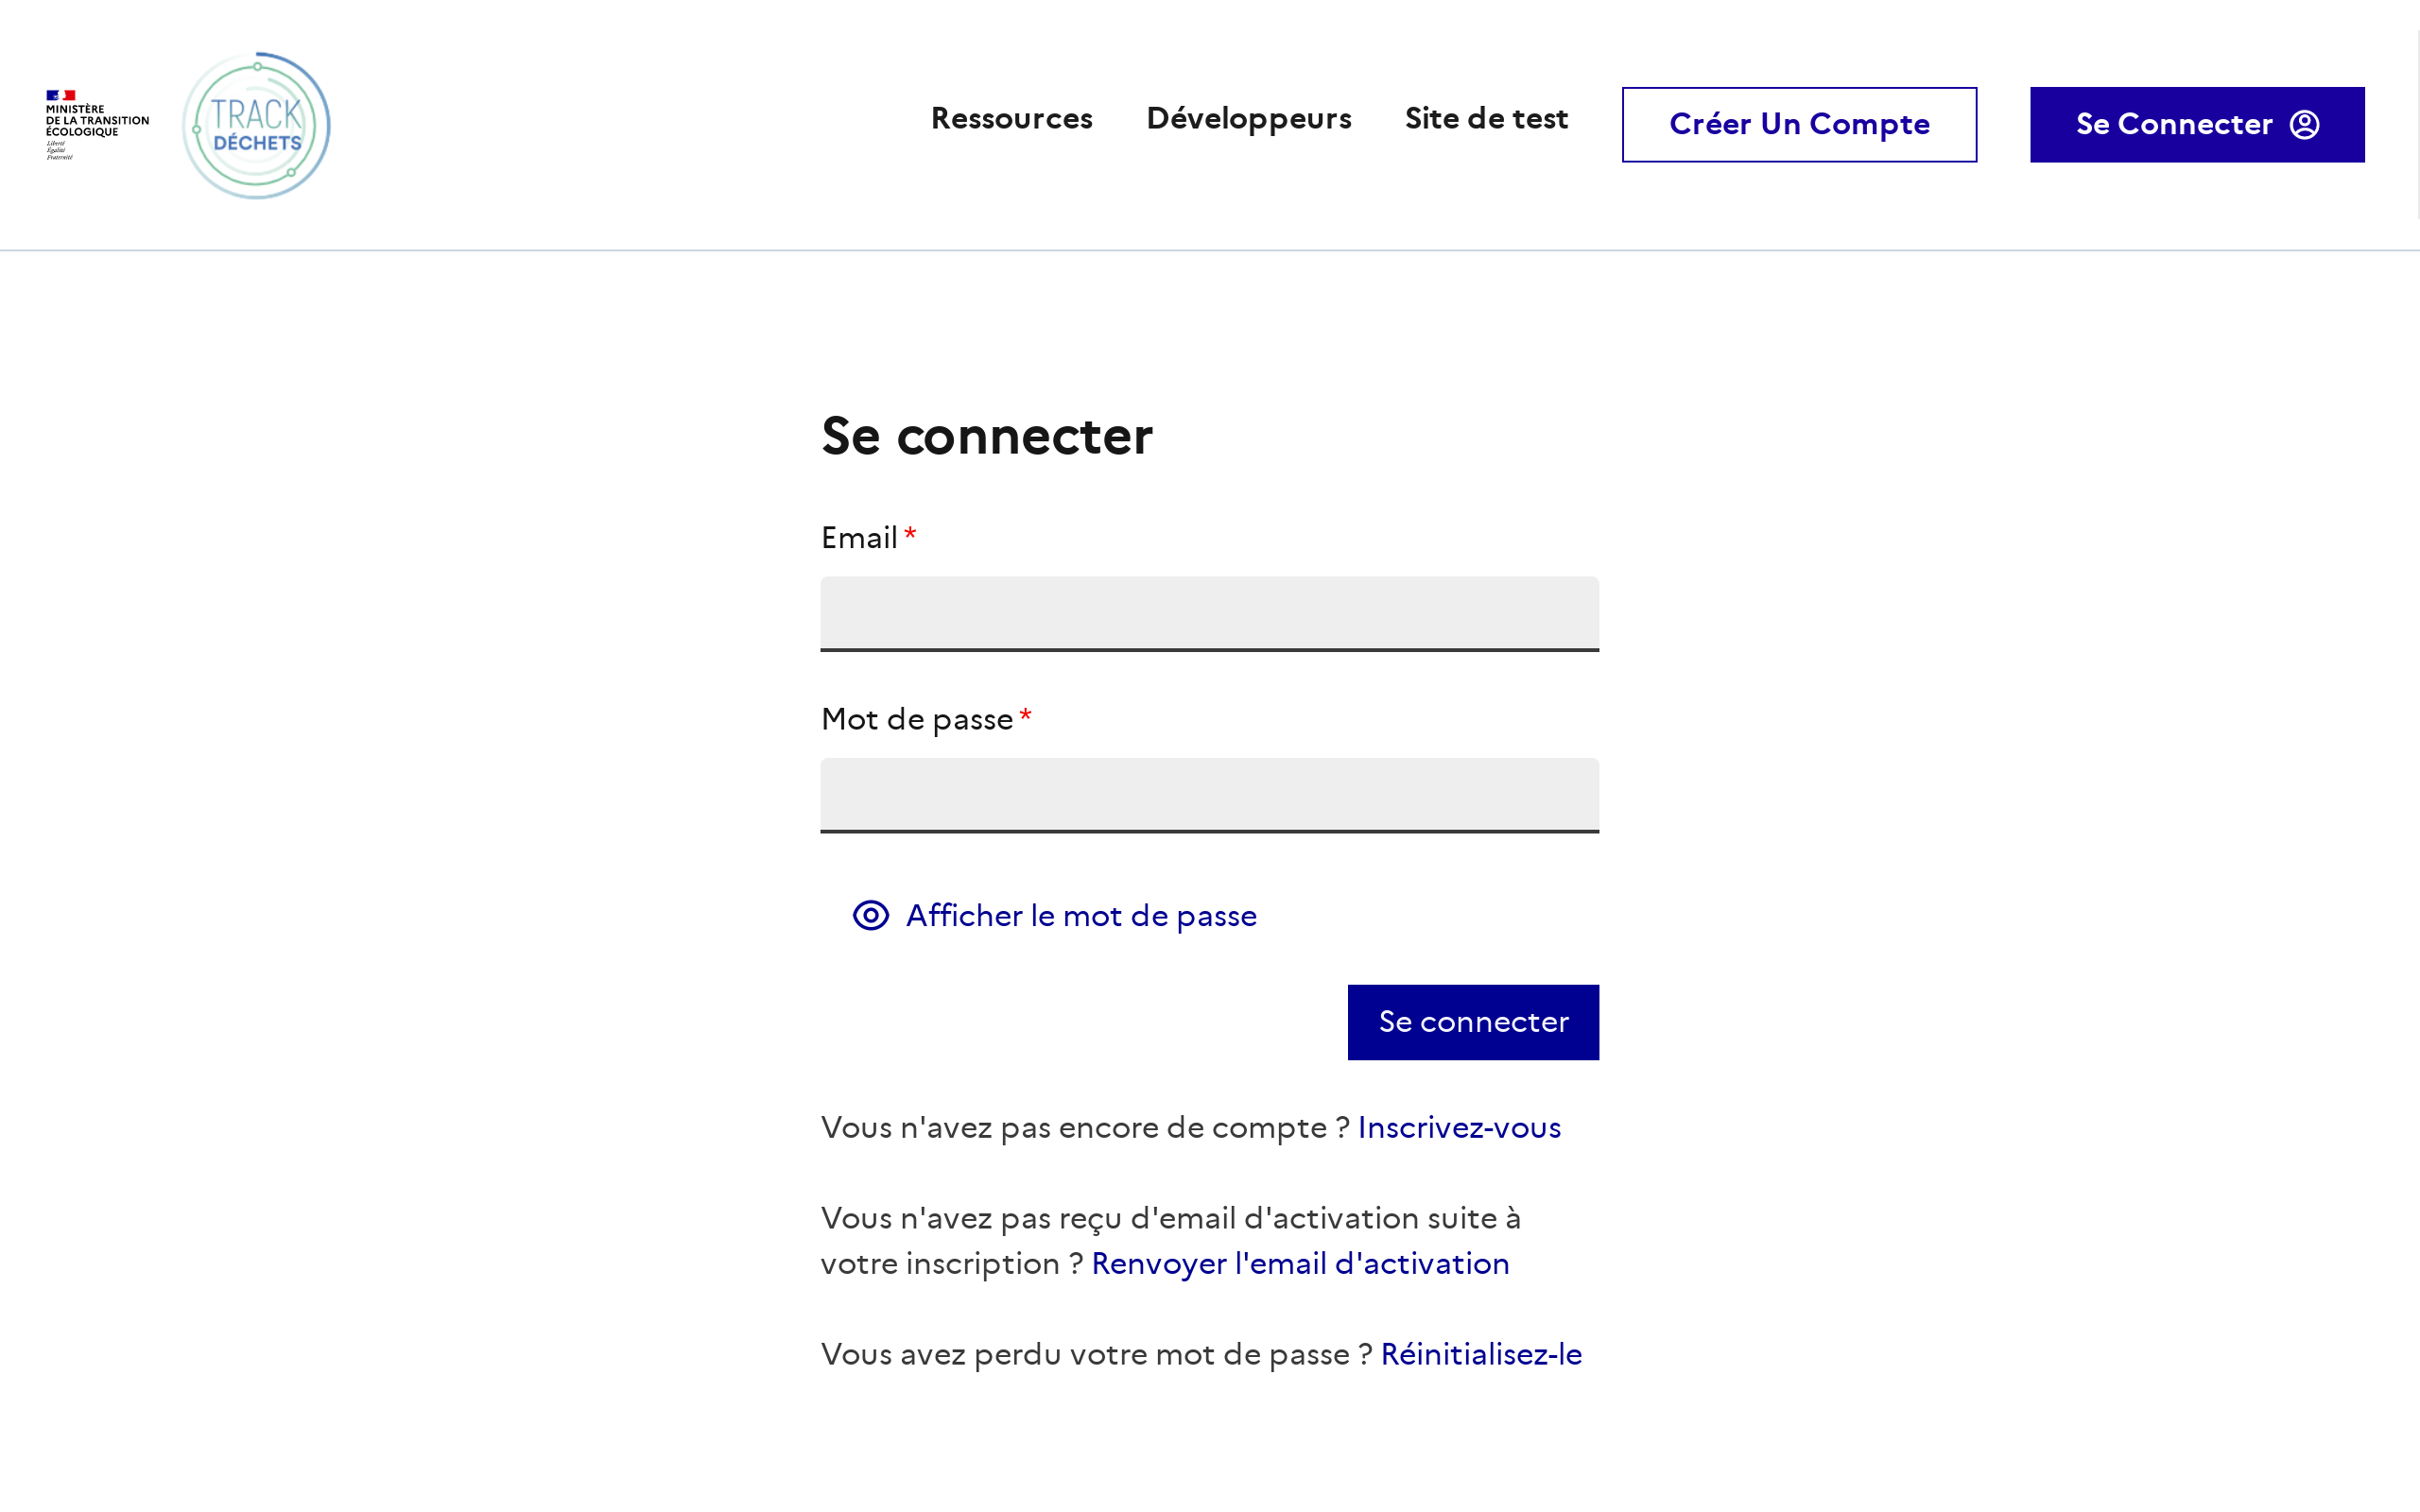 MINISTÈRE
DE LA TRANSITION
ÉCOLOGIQUE
Liberté
Égalité
Fraternité
TRACK
DÉCHETS
Ressources Développeurs Site de test Créer Un Compte Se Connecter
Se connecter
Email *
Mot de passe *
Afficher le mot de passe
Se connecter
Vous n'avez pas encore de compte ? Inscrivez-vous
Vous n'avez pas reçu d'email d'activation suite à
votre inscription ? Renvoyer l'email d'activation
Vous avez perdu votre mot de passe ? Réinitialisez-le